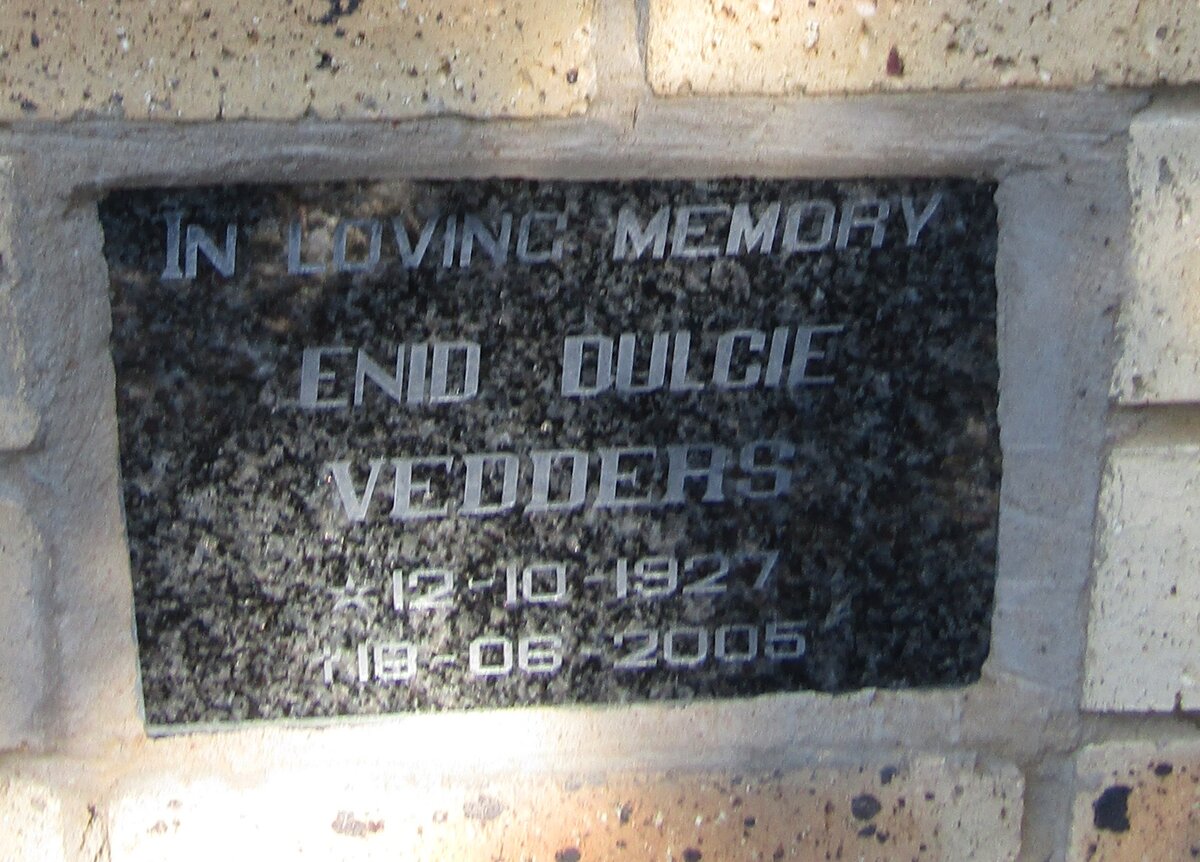 IN LOVING MEMORY
ENID DULCIE
VEDDERS
*12-10-1927
†18-06-2005